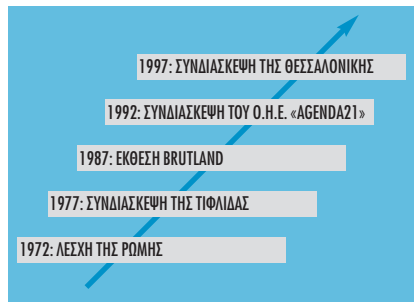 1997: ΣΥΝΔΙΑΣΚΕΨΗ ΤΗΣ ΘΕΣΣΑΛΟΝΙΚΗΣ
1992: ΣΥΝΔΙΑΣΚΕΨΗ ΤΟΥ Ο.Η.Ε. «AGENDA21»
1987: ΕΚΘΕΣΗ BRUTLAND
1977: ΣΥΝΔΙΑΣΚΕΨΗ ΤΗΣ ΤΙΦΛΙΔΑΣ
1972: ΛΕΣΧΗ ΤΗΣ ΡΩΜΗΣ